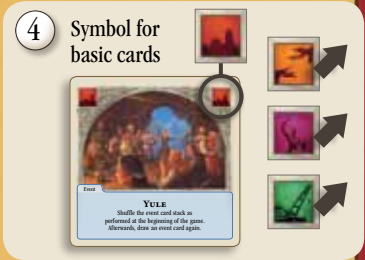 4
Symbol for
basic cards
Event
YULE
Shuffle the event card stack as
performed at the beginning of the game.
Afterwards, draw an event card again.